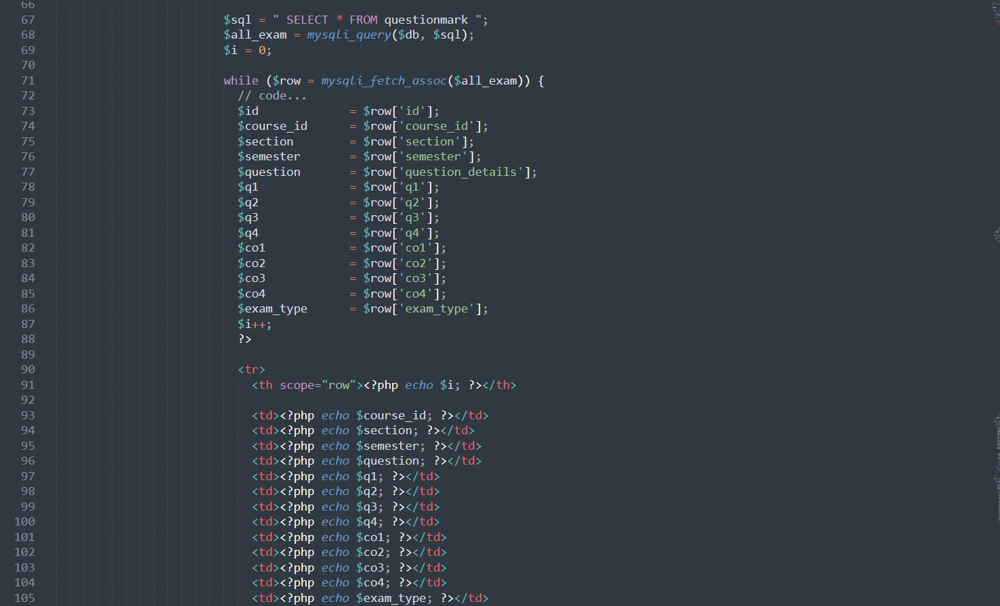 66
67 $sql = " SELECT * FROM questionmark ";
68 $all_exam = mysqli_query($db, $sql);
69 $i = 0;
70
71 while ($row = mysqli_fetch_assoc($all_exam)) {
72 // code...
73 $id = $row['id'];
74 $course_id = $row['course_id'];
75 $section = $row['section'];
76 $semester = $row['semester'];
77 $question = $row['question_details'];
78 $q1 = $row['q1'];
79 $q2 = $row['q2'];
80 $q3 = $row['q3'];
81 $q4 = $row['q4'];
82 $co1 = $row['co1'];
83 $co2 = $row['co2'];
84 $co3 = $row['co3'];
85 $co4 = $row['co4'];
86 $exam_type = $row['exam_type'];
87 $i++;
88 ?>
89
90 <tr>
91 <th scope="row"><?php echo $i; ?></th>
92
93 <td><?php echo $course_id; ?></td>
94 <td><?php echo $section; ?></td>
95 <td><?php echo $semester; ?></td>
96 <td><?php echo $question; ?></td>
97 <td><?php echo $q1; ?></td>
98 <td><?php echo $q2; ?></td>
99 <td><?php echo $q3; ?></td>
100 <td><?php echo $q4; ?></td>
101 <td><?php echo $co1; ?></td>
102 <td><?php echo $co2; ?></td>
103 <td><?php echo $co3; ?></td>
104 <td><?php echo $co4; ?></td>
105 <td><?php echo $exam_type; ?></td>